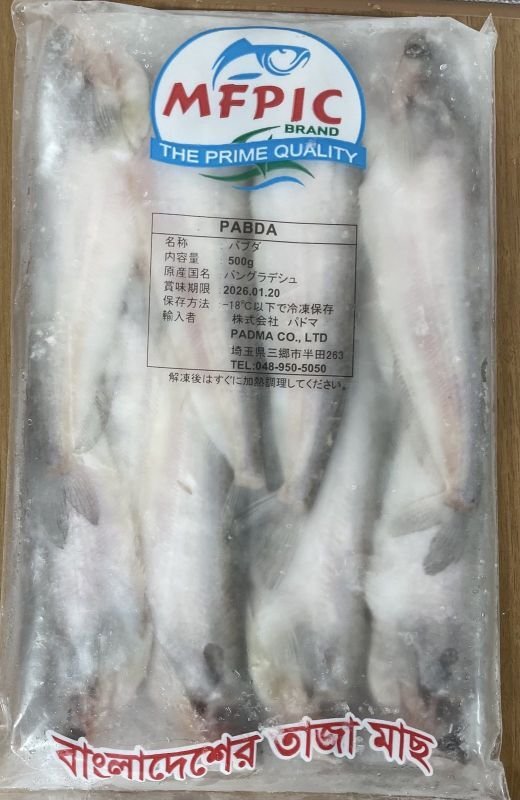 MFPIC
BRAND
THE PRIME QUALITY
PABDA
名称 : パブダ
内容量 : 500g
原産国名 : バングラデシュ
賞味期限 : 2026.01.20
保存方法 : -18℃以下で冷凍保存
輸入者 株式会社 パドマ
PADMA CO., LTD
埼玉県三郷市半田263
TEL:048-950-5050
解凍後はすぐに加熱調理してください。
বাংলাদেশের তাজা মাছ